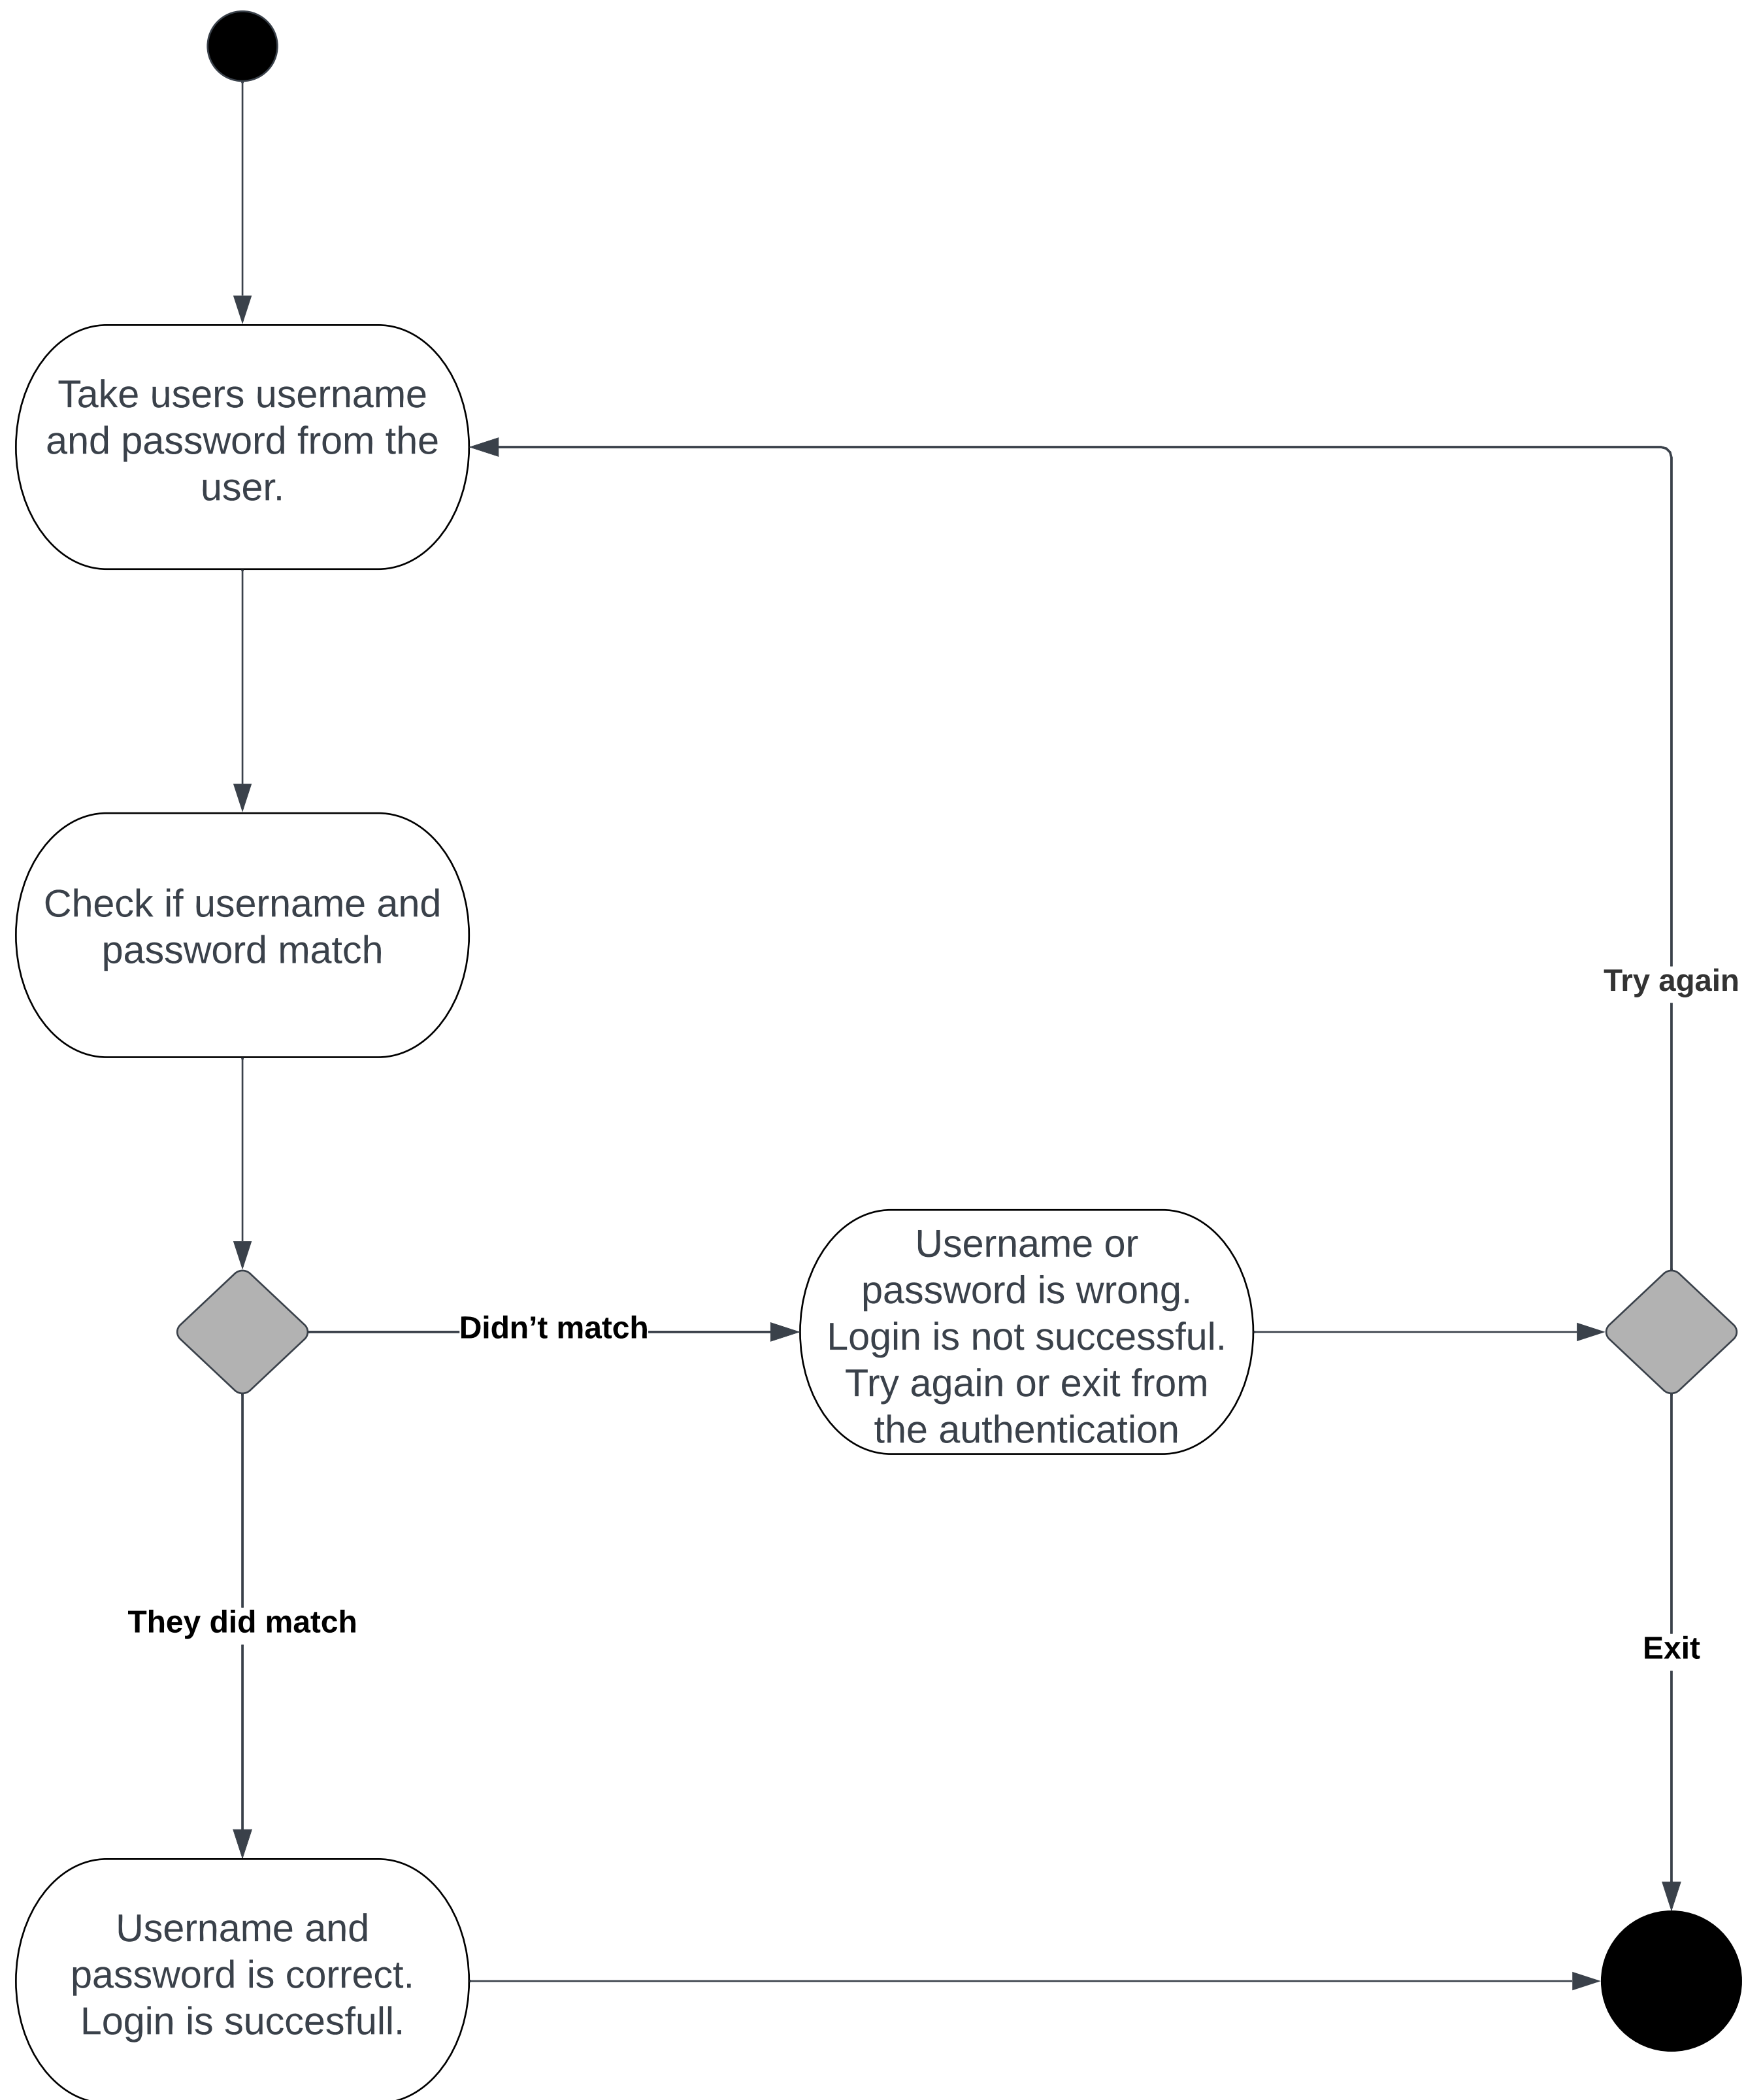 Take users username
and password from the
user.
Check if username and
password match
Try again
Username or
password is wrong.
Login is not successful.
Try again or exit from
the authentication
Didn’t match
They did match
Exit
Username and
password is correct.
Login is succesfull.